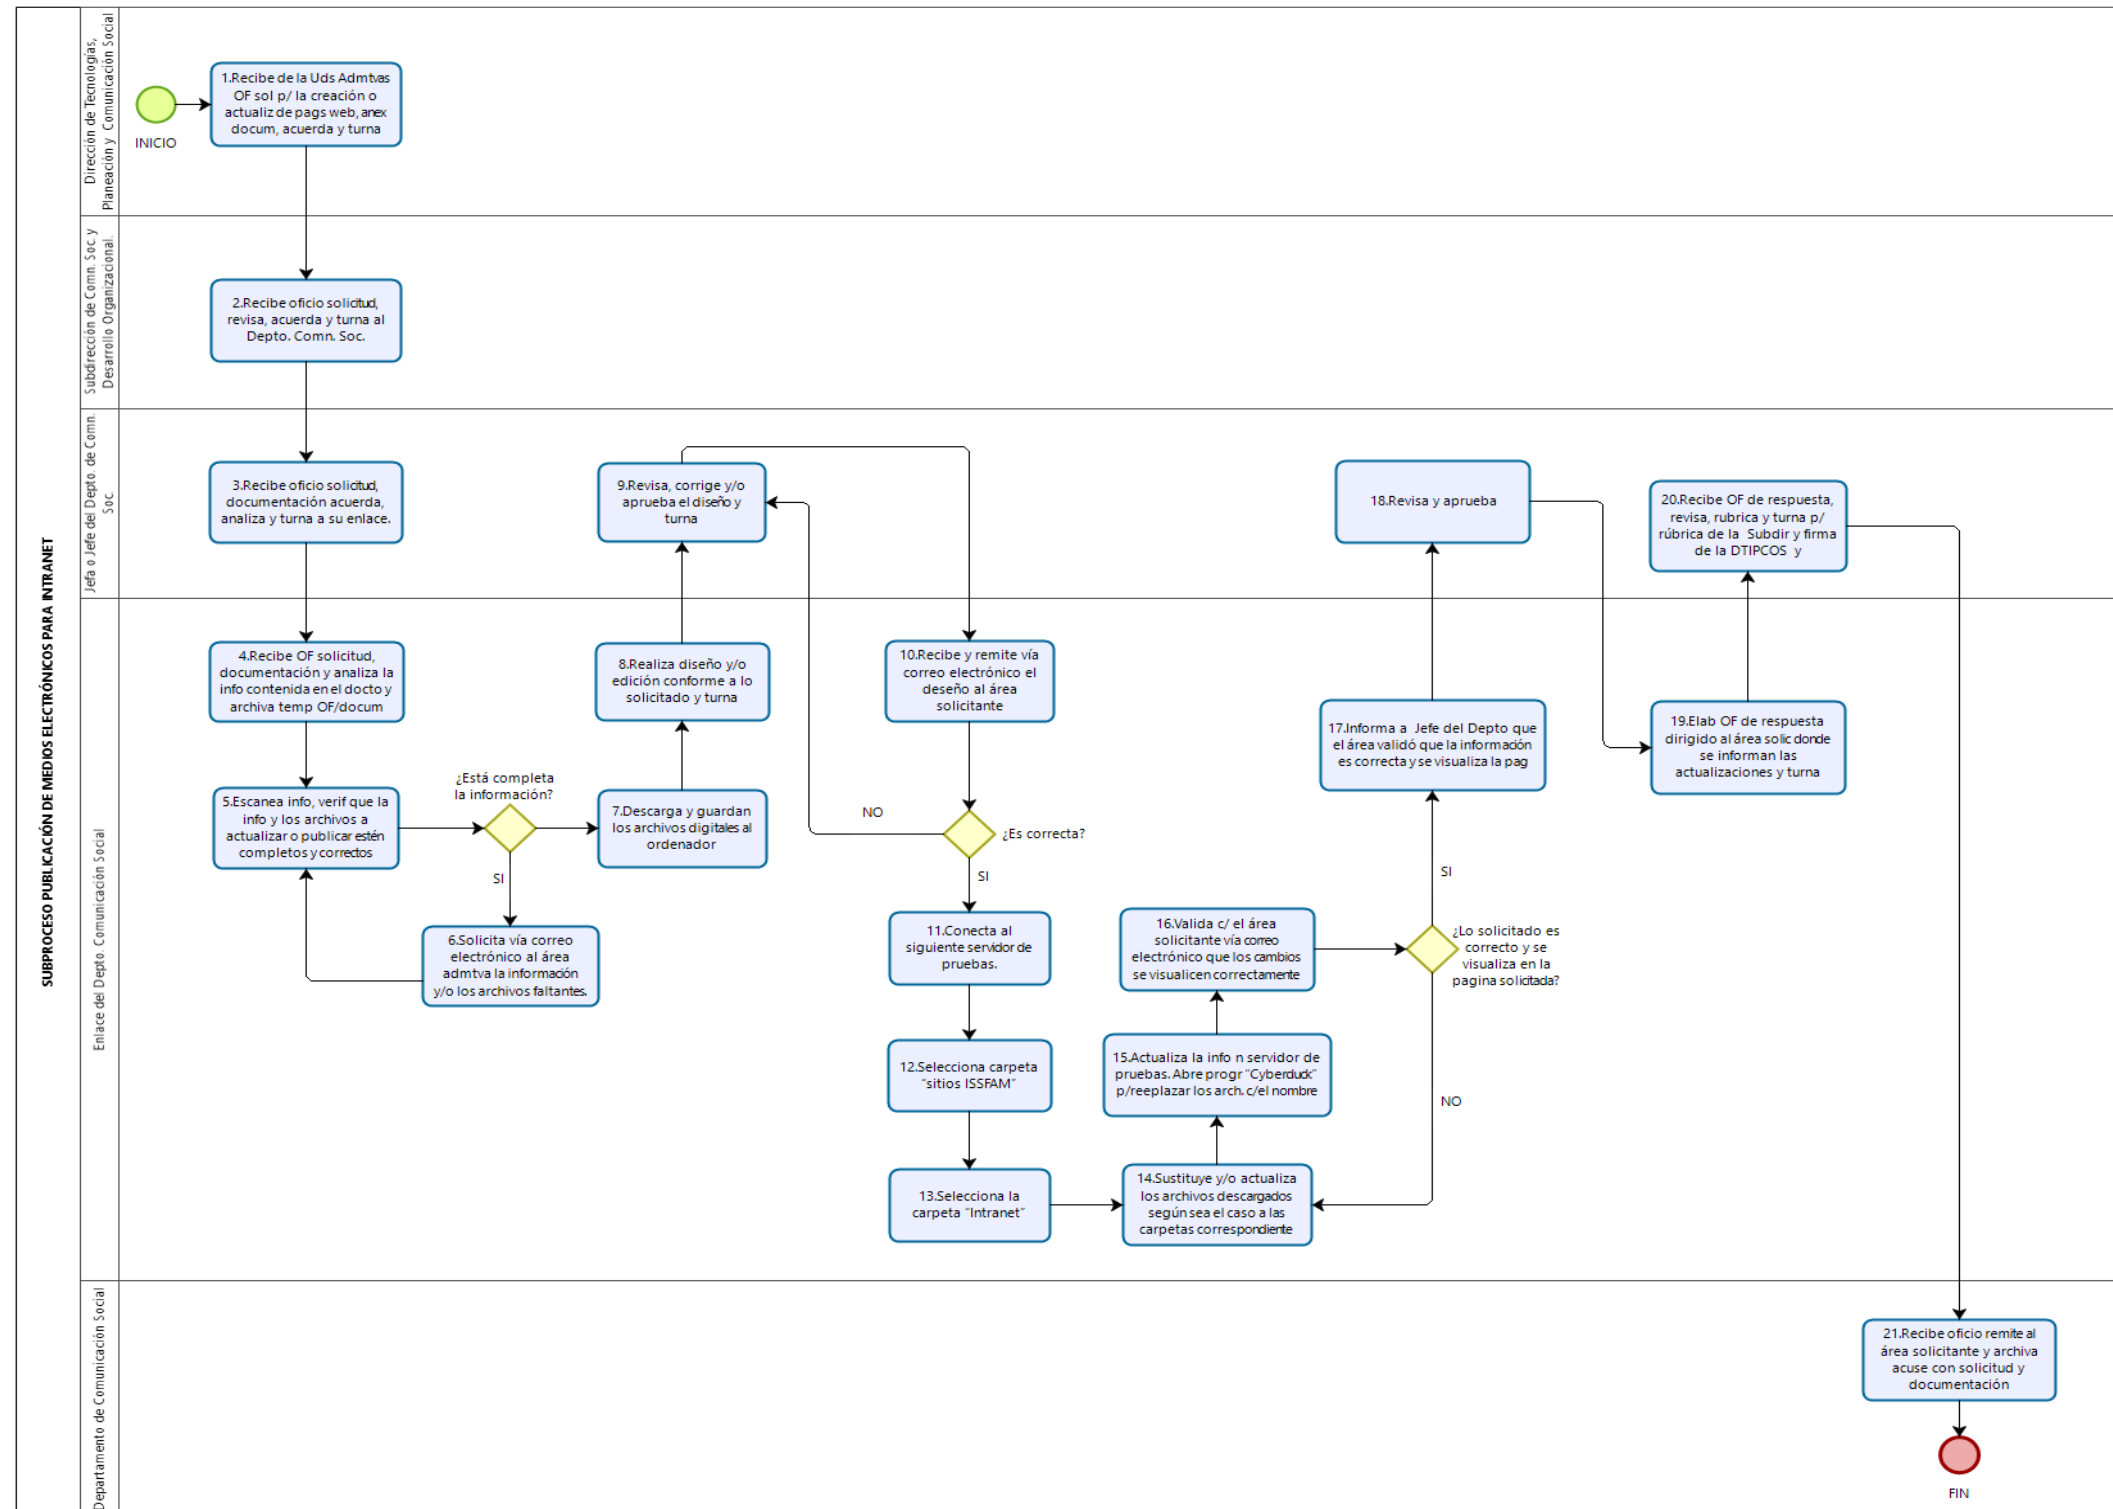 SUBPROCESO PUBLICACIÓN DE MEDIOS ELECTRÓNICOS PARA INTRANET
Dirección de Tecnologías,
Planeación y Comunicación Social
INICIO
1.Recibe de la Uds Admtvas
OF sol p/ la creación o
actualiz de pags web, anex
docum, acuerda y turna
Subdirección de Comn. Soc. y
Desarrollo Organizacional.
2.Recibe oficio solicitud,
revisa, acuerda y turna al
Depto. Comn. Soc.
Jefa o Jefe del Depto. de Comn.
Soc.
3.Recibe oficio solicitud,
documentación acuerda,
analiza y turna a su enlace.
9.Revisa, corrige y/o
aprueba el diseño y
turna
18.Revisa y aprueba
20.Recibe OF de respuesta,
revisa, rubrica y turna p/
rúbrica de la Subdir y firma
de la DTIPCOS y
Enlace del Depto. Comunicación Social
4.Recibe OF solicitud,
documentación y analiza la
info contenida en el docto y
archiva temp OF/docum
5.Escanea info, verif que la
info y los archivos a
actualizar o publicar estén
completos y correctos
¿Está completa
la información?
SI
6.Solicita vía correo
electrónico al área
admtva la información
y/o los archivos faltantes.
7.Descarga y guardan
los archivos digitales al
ordenador
8.Realiza diseño y/o
edición conforme a lo
solicitado y turna
10.Recibe y remite vía
correo electrónico el
deseño al área
solicitante
NO
¿Es correcta?
SI
11.Conecta al
siguiente servidor de
pruebas.
12.Selecciona carpeta
“sitios ISSFAM”
13.Selecciona la
carpeta “Intranet”
14.Sustituye y/o actualiza
los archivos descargados
según sea el caso a las
carpetas correspondiente
15.Actualiza la info n servidor de
pruebas. Abre progr “Cyberduck”
p/reeplazar los arch. c/el nombre
16.Valida c/ el área
solicitante vía correo
electrónico que los cambios
se visualicen correctamente
¿Lo solicitado es
correcto y se
visualiza en la
pagina solicitada?
SI
NO
17.Informa a Jefe del Depto que
el área validó que la información
es correcta y se visualiza la pag
19.Elab OF de respuesta
dirigido al área solic donde
se informan las
actualizaciones y turna
Departamento de Comunicación Social
21.Recibe oficio remite al
área solicitante y archiva
acuse con solicitud y
documentación
FIN